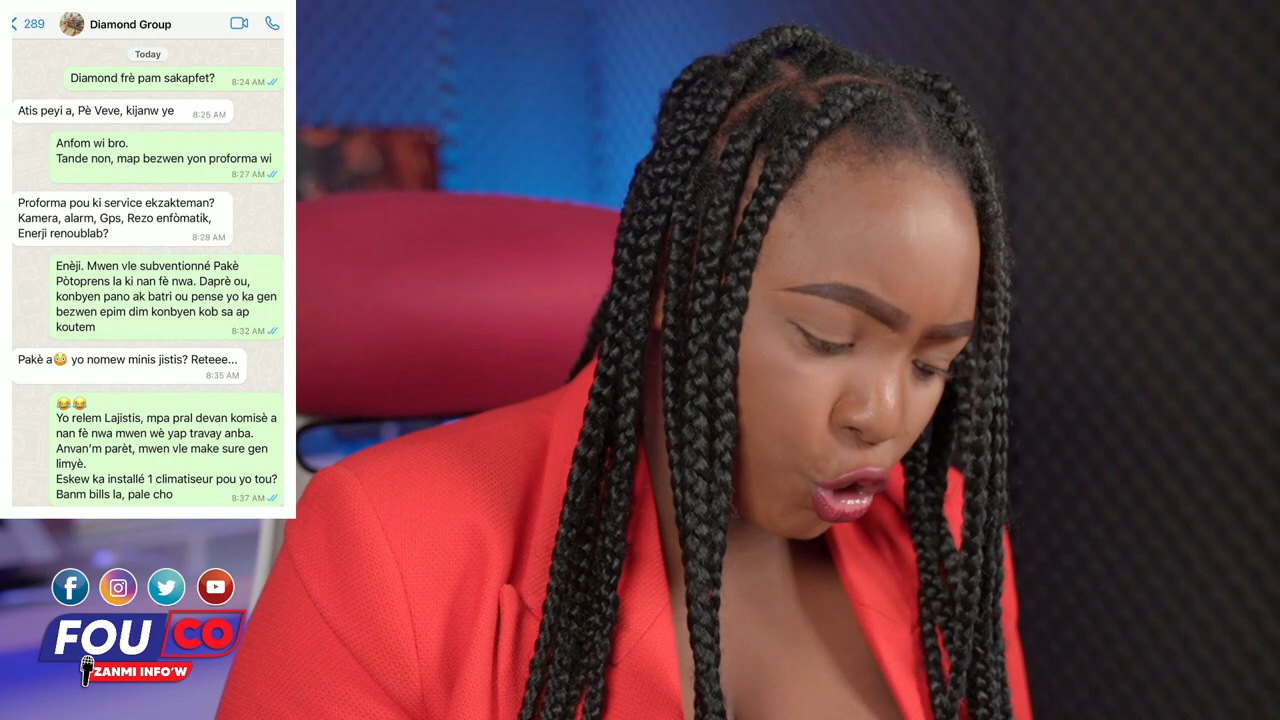 289
Diamond Group
Today
Diamond frè pam sakapfet?
8:24 AM
Atis peyi a, Pè Veve, kijanw ye
8:25 AM
Anfom wi bro.
Tande non, map bezwen yon proforma wi
8:27 AM
Proforma pou ki service ekzakteman?
Kamera, alarm, Gps, Rezo enfòmatik,
Enerji renoublab?
8:28 AM
Enèji. Mwen vle subventionné Pakè
Pòtoprens la ki nan fè nwa. Daprè ou,
konbyen pano ak batri ou pense yo ka gen
bezwen epim dim konbyen kob sa ap
koutem
8:32 AM
Pakè a😳 yo nomew minis jistis? Reteee...
8:35 AM
😂😂
Yo relem Lajistis, mpa pral devan komisè a
nan fè nwa mwen wè yap travay anba.
Anvan'm parèt, mwen vle make sure gen
limyè.
Eskew ka installé 1 climatiseur pou yo tou?
Banm bills la, pale cho
8:37 AM
FOU CO
ZANMI INFO'W